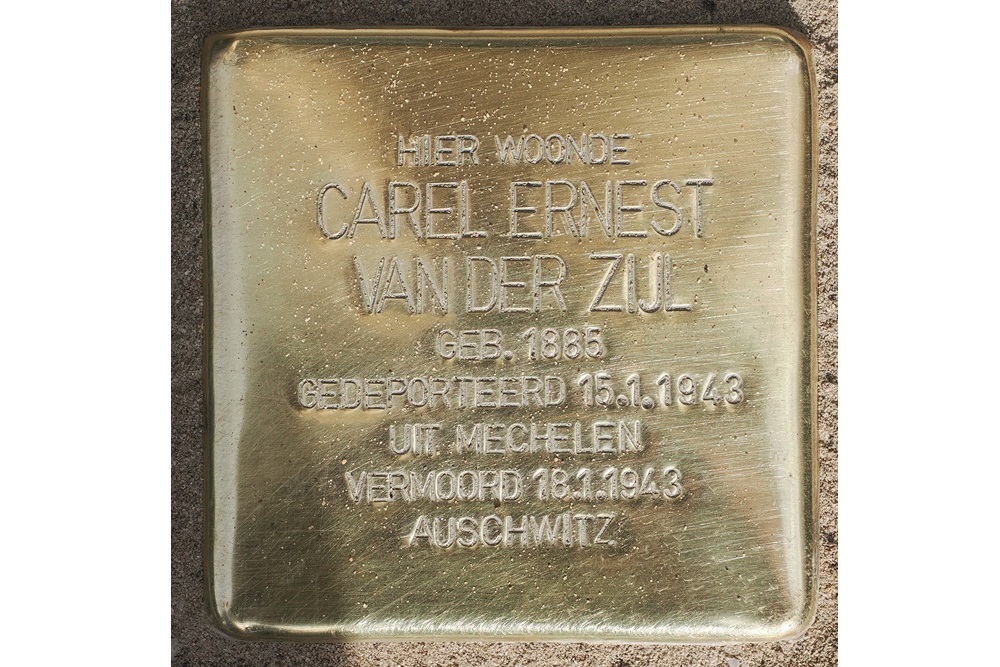 HIER WOONDE
CAREL ERNEST
VAN DER ZIJL
GEB. 1885
GEDEPORTEERD 15.1.1943
UIT MECHELEN
VERMOORD 18.1.1943
AUSCHWITZ